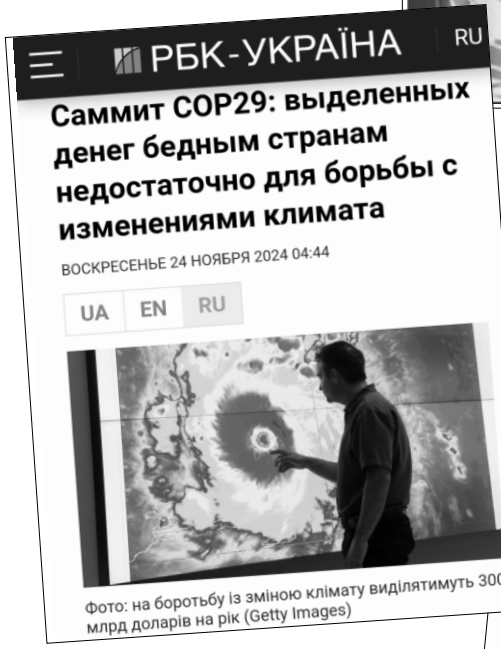 РБК-УКРАЇНА
RU
Саммит COP29: выделенных
денег бедным странам
недостаточно для борьбы с
изменениями климата
ВОСКРЕСЕНЬЕ 24 НОЯБРЯ 2024 04:44
UA EN RU
Фото: на боротьбу із зміною клімату виділятимуть 300
млрд доларів на рік (Getty Images)